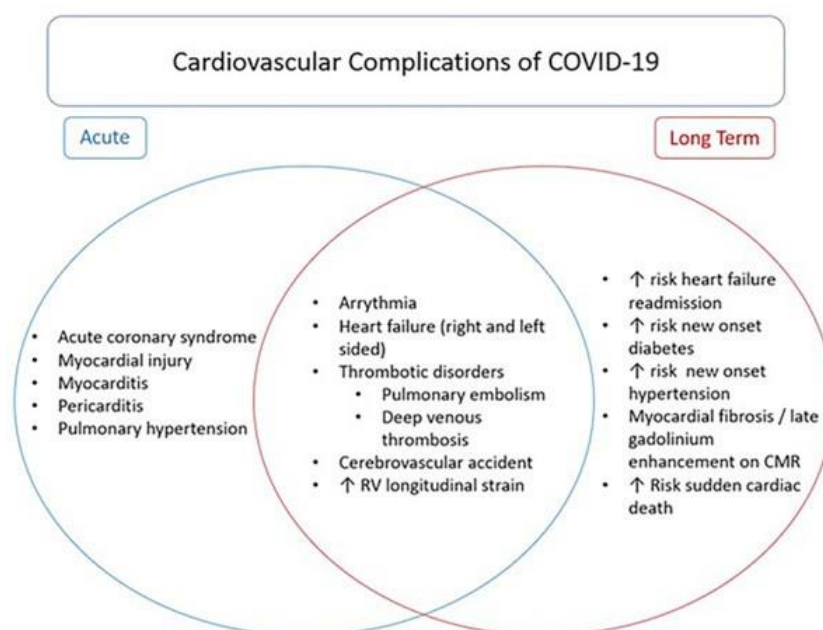 Cardiovascular Complications of COVID-19
Acute
Long Term
• Acute coronary syndrome
• Myocardial injury
• Myocarditis
• Pericarditis
• Pulmonary hypertension
• Arrythmia
• Heart failure (right and left
sided)
• Thrombotic disorders
• Pulmonary embolism
• Deep venous
thrombosis
• Cerebrovascular accident
• ↑ RV longitudinal strain
• ↑ risk heart failure
readmission
• ↑ risk new onset
diabetes
• ↑ risk new onset
hypertension
• Myocardial fibrosis / late
gadolinium
enhancement on CMR
• ↑ Risk sudden cardiac
death